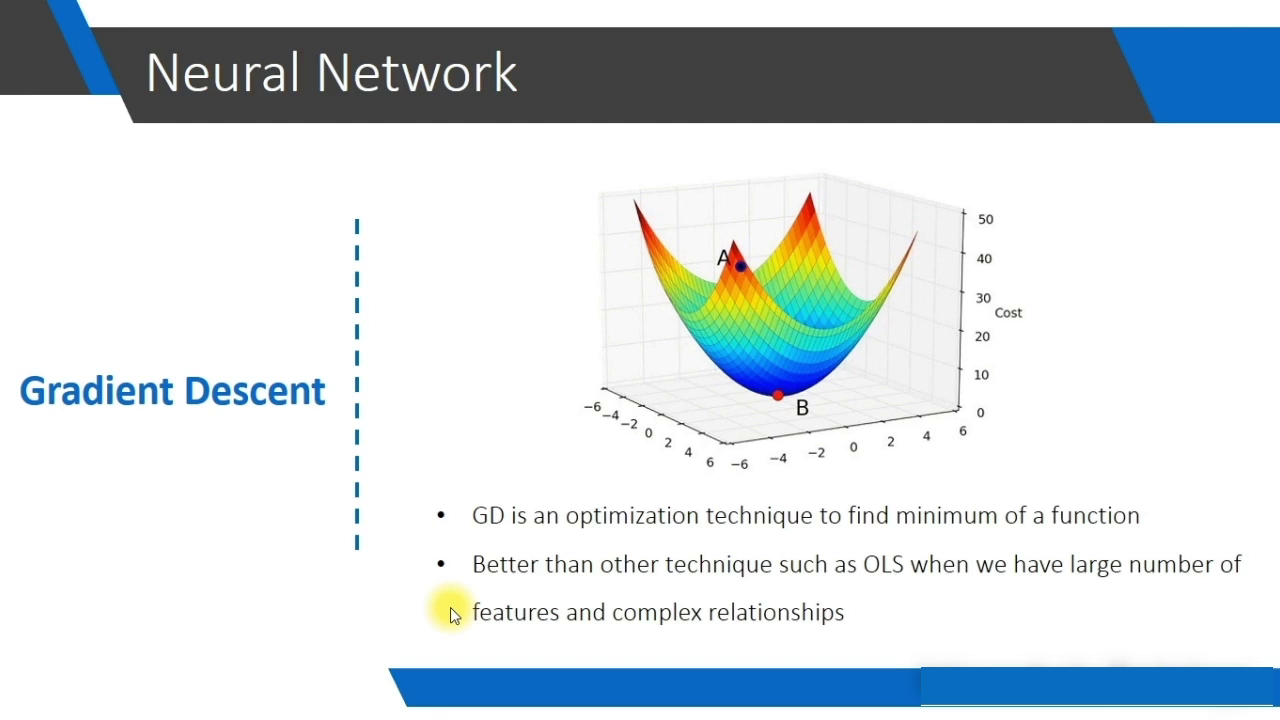 Neural Network
Gradient Descent
A
B
50
40
30
Cost
20
10
0
−6
−4
−2
0
2
4
6
−6
−4
−2
0
2
4
6
• GD is an optimization technique to find minimum of a function
• Better than other technique such as OLS when we have large number of
features and complex relationships